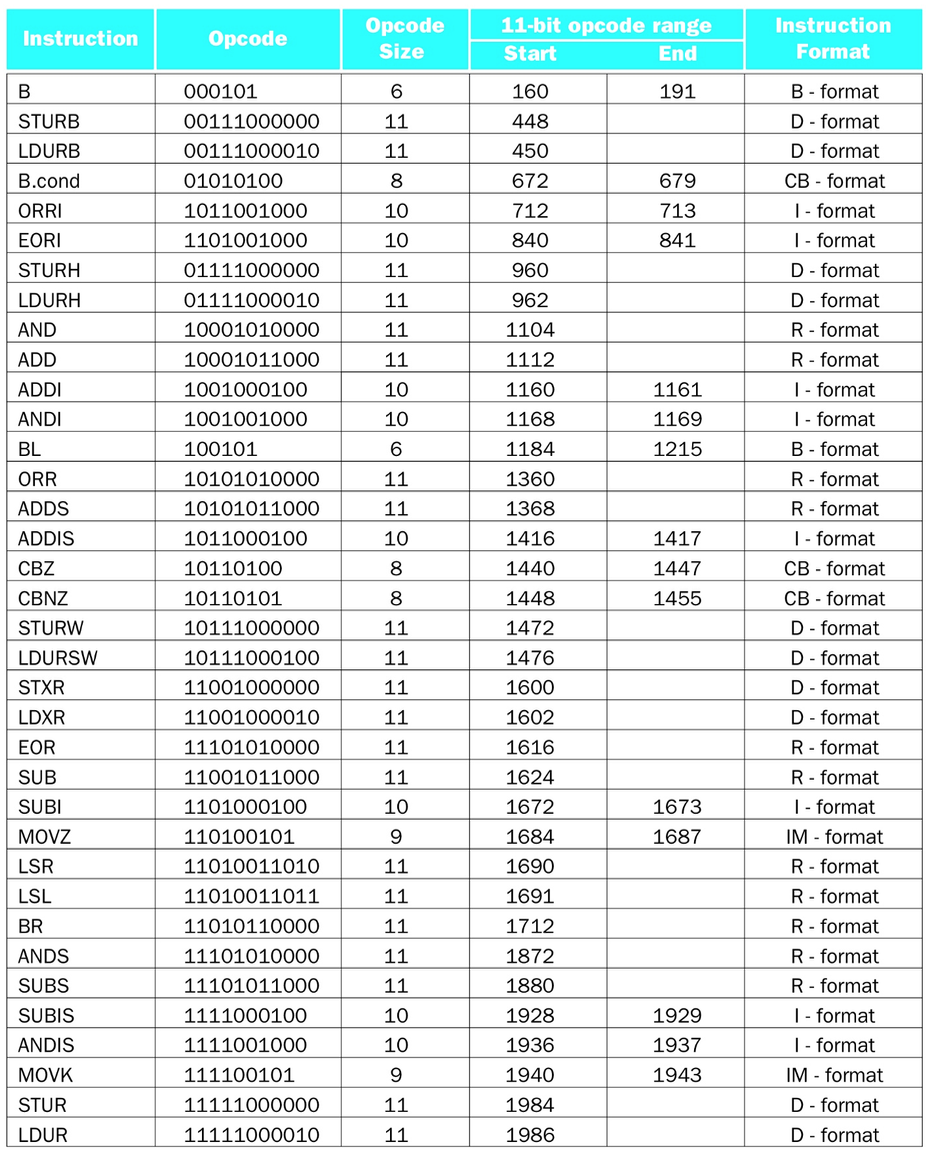 Instruction Opcode Opcode Size 11-bit opcode range Start End Instruction Format
B 000101 6 160 191 B - format
STURB 00111000000 11 448 D - format
LDURB 00111000010 11 450 D - format
B.cond 01010100 8 672 679 CB - format
ORRI 1011001000 10 712 713 I - format
EORI 1101001000 10 840 841 I - format
STURH 01111000000 11 960 D - format
LDURH 01111000010 11 962 D - format
AND 10001010000 11 1104 R - format
ADD 10001011000 11 1112 R - format
ADDI 1001000100 10 1160 1161 I - format
ANDI 1001001000 10 1168 1169 I - format
BL 100101 6 1184 1215 B - format
ORR 10101010000 11 1360 R - format
ADDS 10101011000 11 1368 R - format
ADDIS 1011000100 10 1416 1417 I - format
CBZ 10110100 8 1440 1447 CB - format
CBNZ 10110101 8 1448 1455 CB - format
STURW 10111000000 11 1472 D - format
LDURSW 10111000100 11 1476 D - format
STXR 11001000000 11 1600 D - format
LDXR 11001000010 11 1602 D - format
EOR 11101010000 11 1616 R - format
SUB 11001011000 11 1624 R - format
SUBI 1101000100 10 1672 1673 I - format
MOVZ 110100101 9 1684 1687 IM - format
LSR 11010011010 11 1690 R - format
LSL 11010011011 11 1691 R - format
BR 11010110000 11 1712 R - format
ANDS 11101010000 11 1872 R - format
SUBS 11101011000 11 1880 R - format
SUBIS 1111000100 10 1928 1929 I - format
ANDIS 1111001000 10 1936 1937 I - format
MOVK 111100101 9 1940 1943 IM - format
STUR 11111000000 11 1984 D - format
LDUR 11111000010 11 1986 D - format